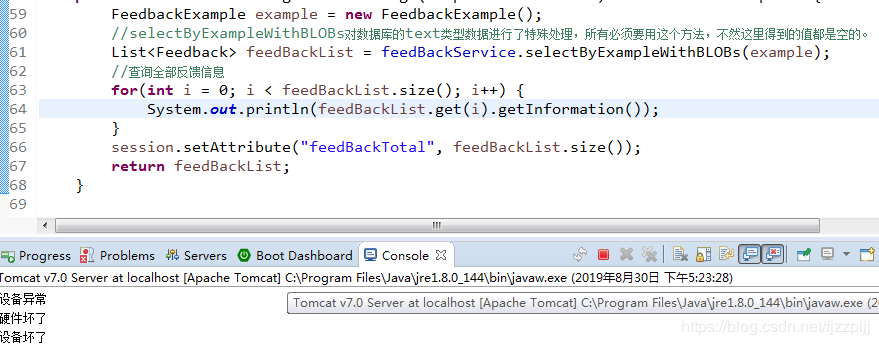 59 FeedbackExample example = new FeedbackExample();
60 //selectByExampleWithBLOBs对数据库的text类型数据进行了特殊处理，所有必须要用这个方法，不然这里得到的值都是空的。
61 List<Feedback> feedBackList = feedBackService.selectByExampleWithBLOBs(example);
62 //查询全部反馈信息
63 for(int i = 0; i < feedBackList.size(); i++) {
64 System.out.println(feedBackList.get(i).getInformation());
65 }
66 session.setAttribute("feedBackTotal", feedBackList.size());
67 return feedBackList;
68 }
69
Progress Problems Servers Boot Dashboard Console
Tomcat v7.0 Server at localhost [Apache Tomcat] C:\Program Files\Java\jre1.8.0_144\bin\javaw.exe (2019年8月30日 下午5:23:28)
设备异常
Tomcat v7.0 Server at localhost [Apache Tomcat] C:\Program Files\Java\jre1.8.0_144\bin\javaw.exe (20
硬件坏了
设备坏了
https://blog.csdn.net/fjzzpljj